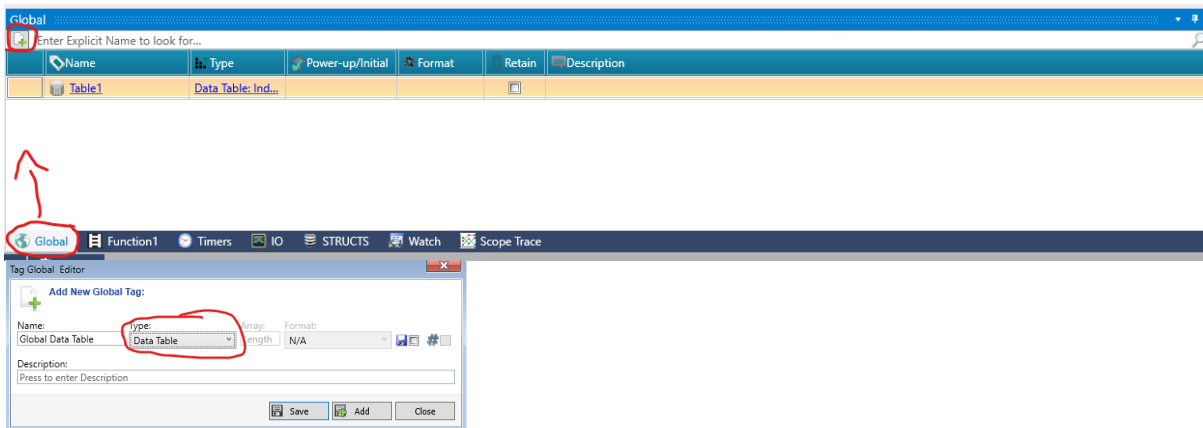 Global
Enter Explicit Name to look for...
Name Type Power-up/Initial Format Retain Description
Table1 Data Table: Ind...
Global Function1 Timers IO STRUCTS Watch Scope Trace
Tag Global Editor
Add New Global Tag:
Name: Type: Array: Format:
Global Data Table Data Table Length N/A #
Description:
Press to enter Description
Save Add Close